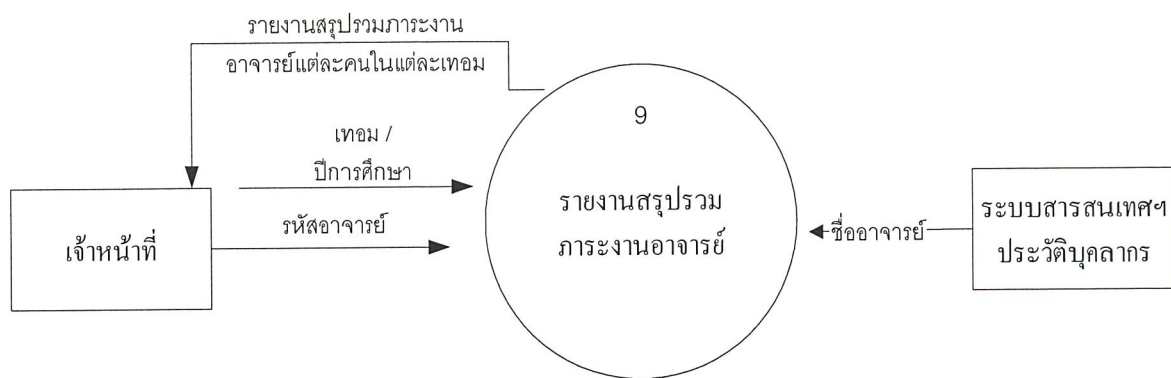 รายงานสรุปรวมภาระงาน
อาจารย์แต่ละคนในแต่ละเทอม
9
เทอม /
ปีการศึกษา
รหัสอาจารย์
เจ้าหน้าที่
รายงานสรุปรวม
ภาระงานอาจารย์
ชื่ออาจารย์
ระบบสารสนเทศฯ
ประวัติบุคลากร